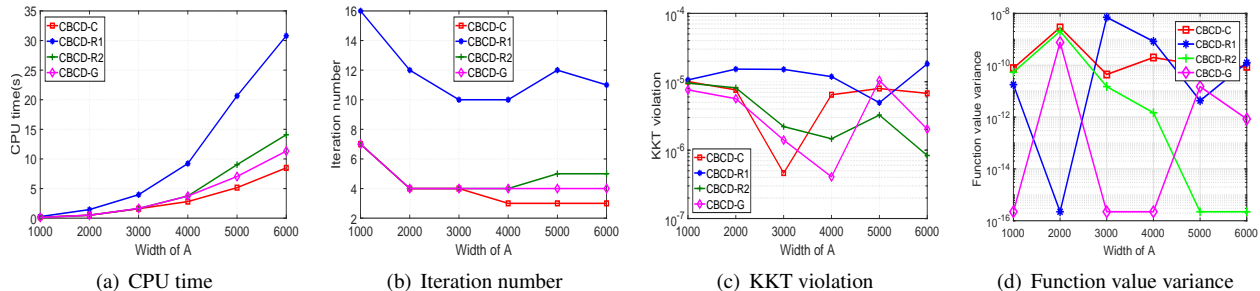 CPU time(s)
35
30
25
20
15
10
5
0
CBCD-C
CBCD-R1
CBCD-R2
CBCD-G
1000 2000 3000 4000 5000 6000
Width of A
(a) CPU time
Iteration number
16
14
12
10
8
6
4
2
CBCD-C
CBCD-R1
CBCD-R2
CBCD-G
1000 2000 3000 4000 5000 6000
Width of A
(b) Iteration number
KKT violation
10^-4
10^-5
10^-6
10^-7
CBCD-C
CBCD-R1
CBCD-R2
CBCD-G
1000 2000 3000 4000 5000 6000
Width of A
(c) KKT violation
Function value variance
10^-8
10^-10
10^-12
10^-14
10^-16
CBCD-C
CBCD-R1
CBCD-R2
CBCD-G
1000 2000 3000 4000 5000 6000
Width of A
(d) Function value variance